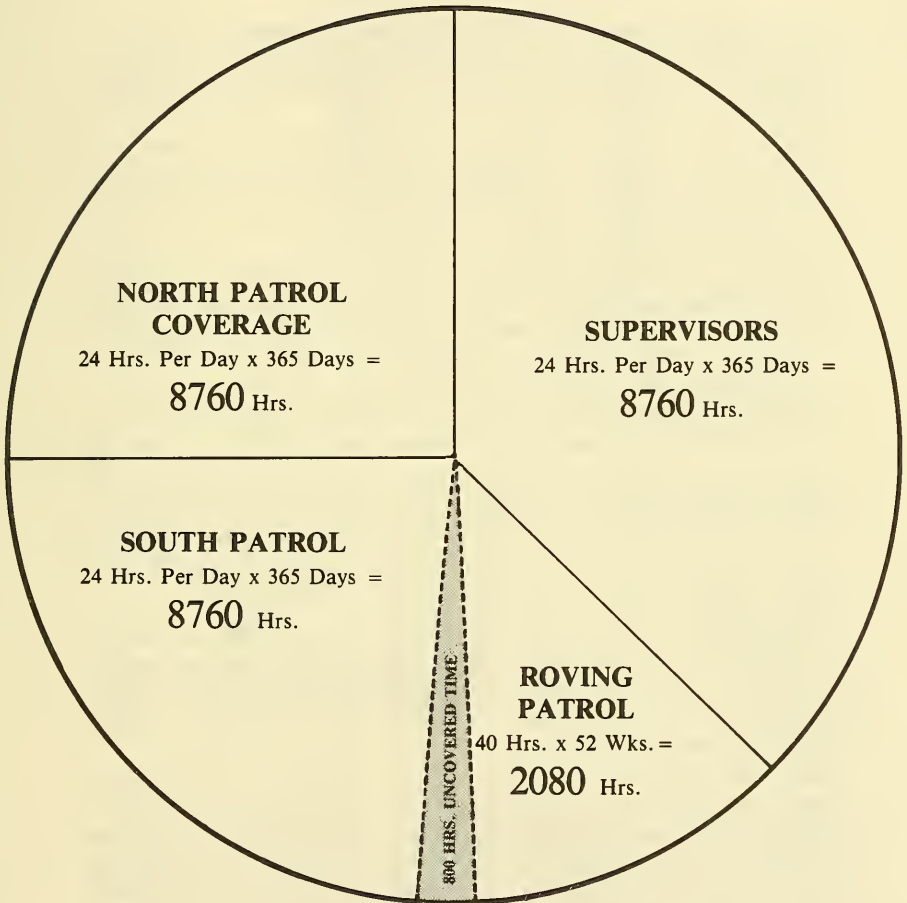 NORTH PATROL
COVERAGE
24 Hrs. Per Day x 365 Days =
8760 Hrs.
SUPERVISORS
24 Hrs. Per Day x 365 Days =
8760 Hrs.
SOUTH PATROL
24 Hrs. Per Day x 365 Days =
8760 Hrs.
800 HRS. UNCOVERED TIME
ROVING
PATROL
40 Hrs. x 52 Wks. =
2080 Hrs.